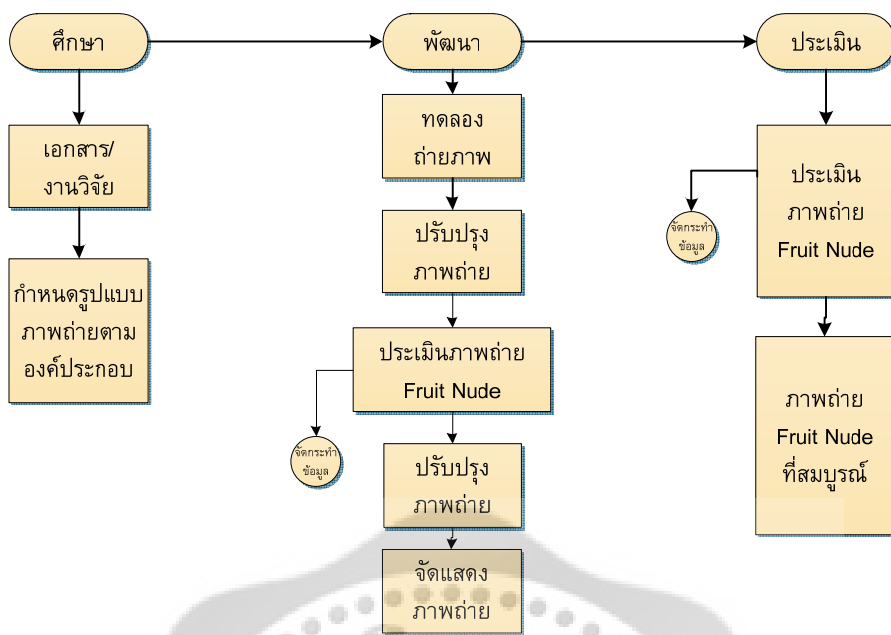 ศึกษา
เอกสาร/
งานวิจัย
กำหนดรูปแบบ
ภาพถ่ายตาม
องค์ประกอบ
พัฒนา
ทดลอง
ถ่ายภาพ
ปรับปรุง
ภาพถ่าย
ประเมินภาพถ่าย
Fruit Nude
จัดกระทำ
ข้อมูล
ปรับปรุง
ภาพถ่าย
จัดแสดง
ภาพถ่าย
ประเมิน
ประเมิน
ภาพถ่าย
Fruit Nude
จัดกระทำ
ข้อมูล
ภาพถ่าย
Fruit Nude
ที่สมบูรณ์